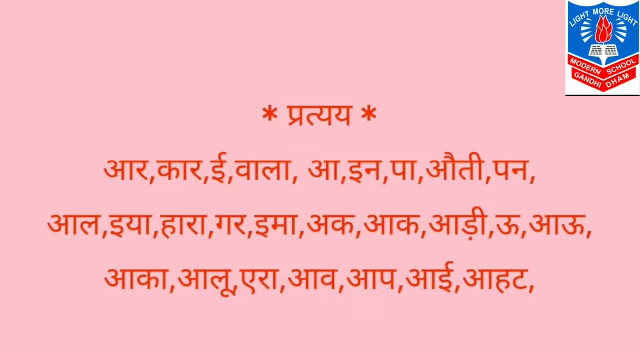 LIGHT MORE LIGHT
MODERN SCHOOL
GANDHI DHAM
* प्रत्यय *
आर,कार,ई,वाला, आ,इन,पा,औती,पन,
आल,इया,हारा,गर,इमा,अक,आक,आड़ी,ऊ,आऊ,
आका,आलू,एरा,आव,आप,आई,आहट,